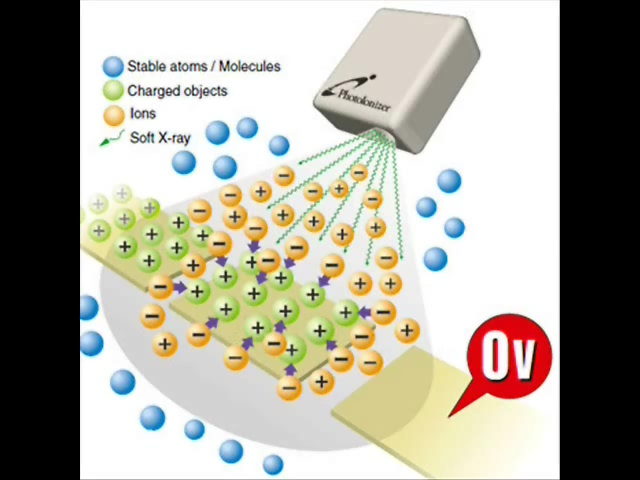 Stable atoms / Molecules
Charged objects
Ions
Soft X-ray
PhotoIonizer
0v